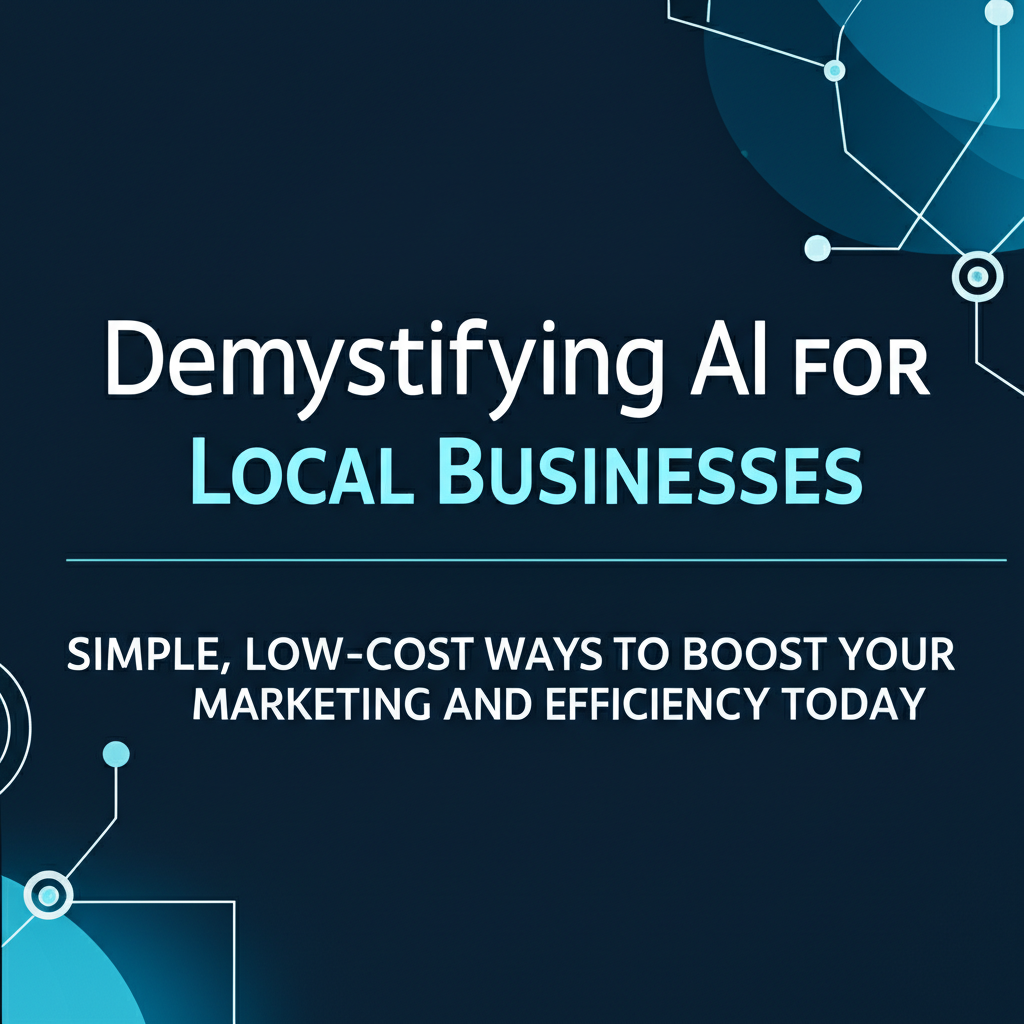 Demystifying AI FOR
LOCAL BUSINESSES
SIMPLE, LOW-COST WAYS TO BOOST YOUR
MARKETING AND EFFICIENCY TODAY